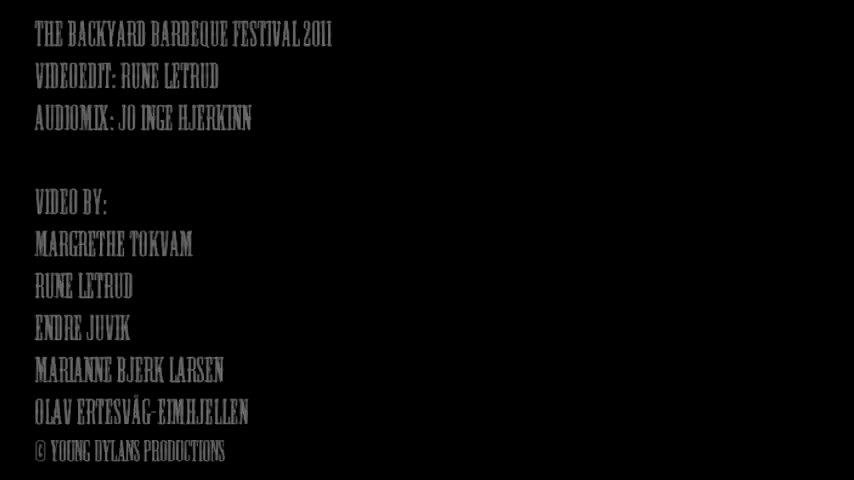 THE BACKYARD BARBEQUE FESTIVAL 2011
VIDEOEDIT: RUNE LETRUD
AUDIOMIX: JO INGE HJERKINN
VIDEO BY:
MARGRETHE TOKVAM
RUNE LETRUD
ENDRE JUVIK
MARIANNE BJERK LARSEN
OLAV ERTESVÅG-EIMHJELLEN
© YOUNG DYLANS PRODUCTIONS